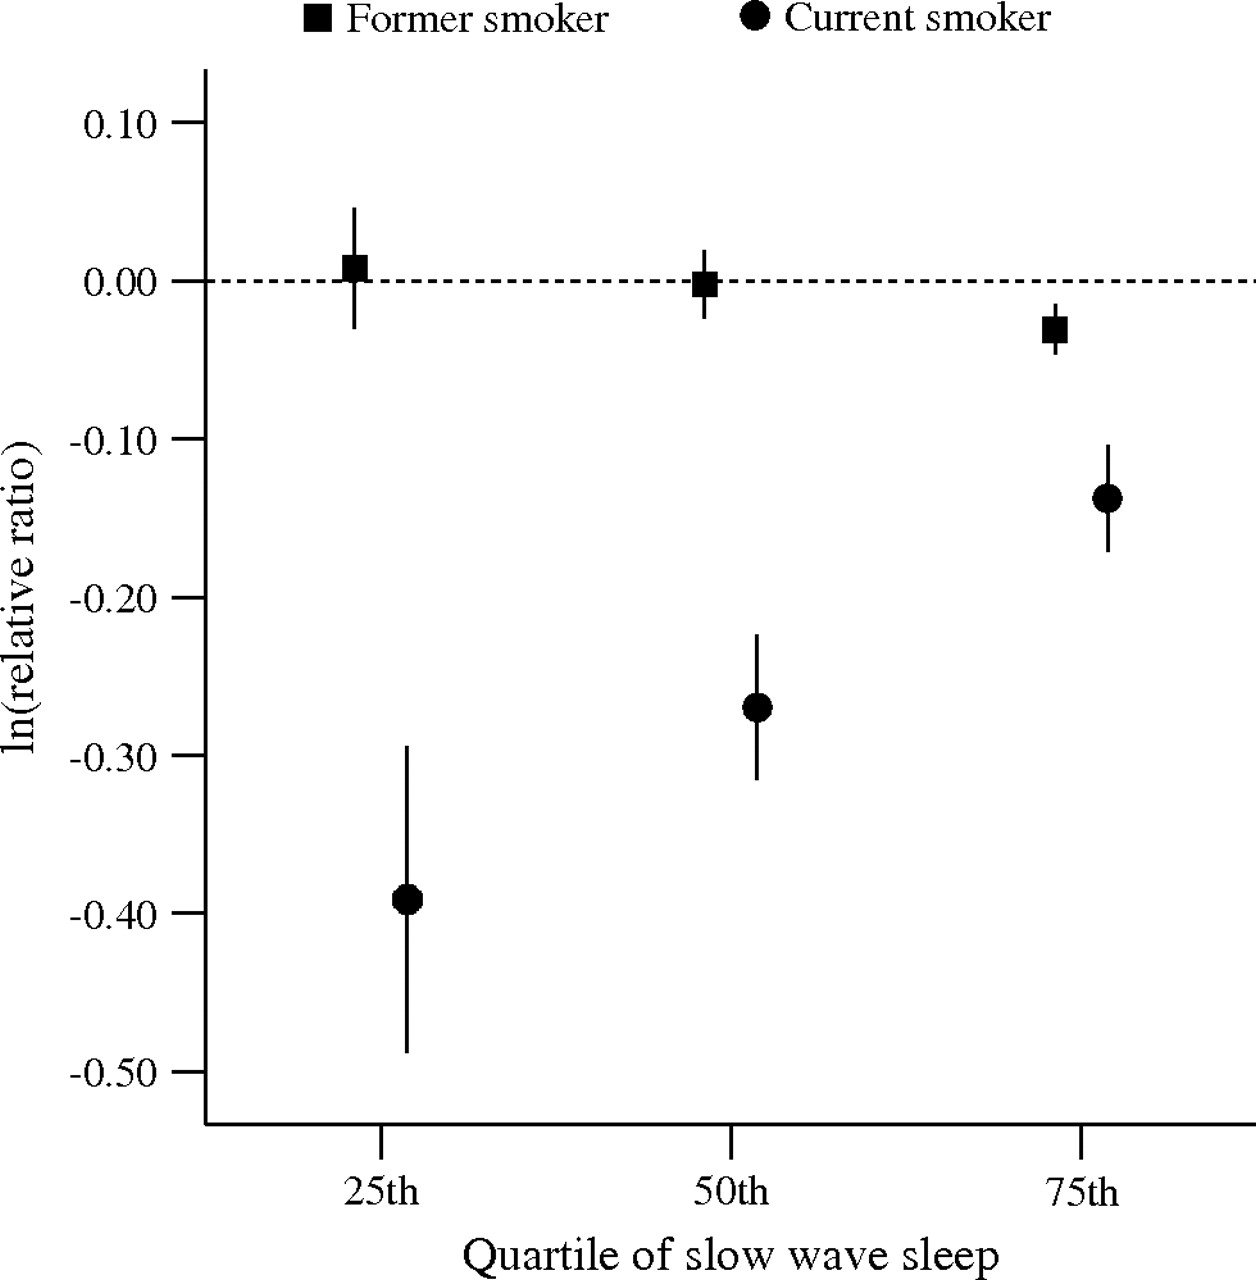 Former smoker Current smoker
0.10
0.00
-0.10
-0.20
-0.30
-0.40
-0.50
ln(relative ratio)
25th 50th 75th
Quartile of slow wave sleep